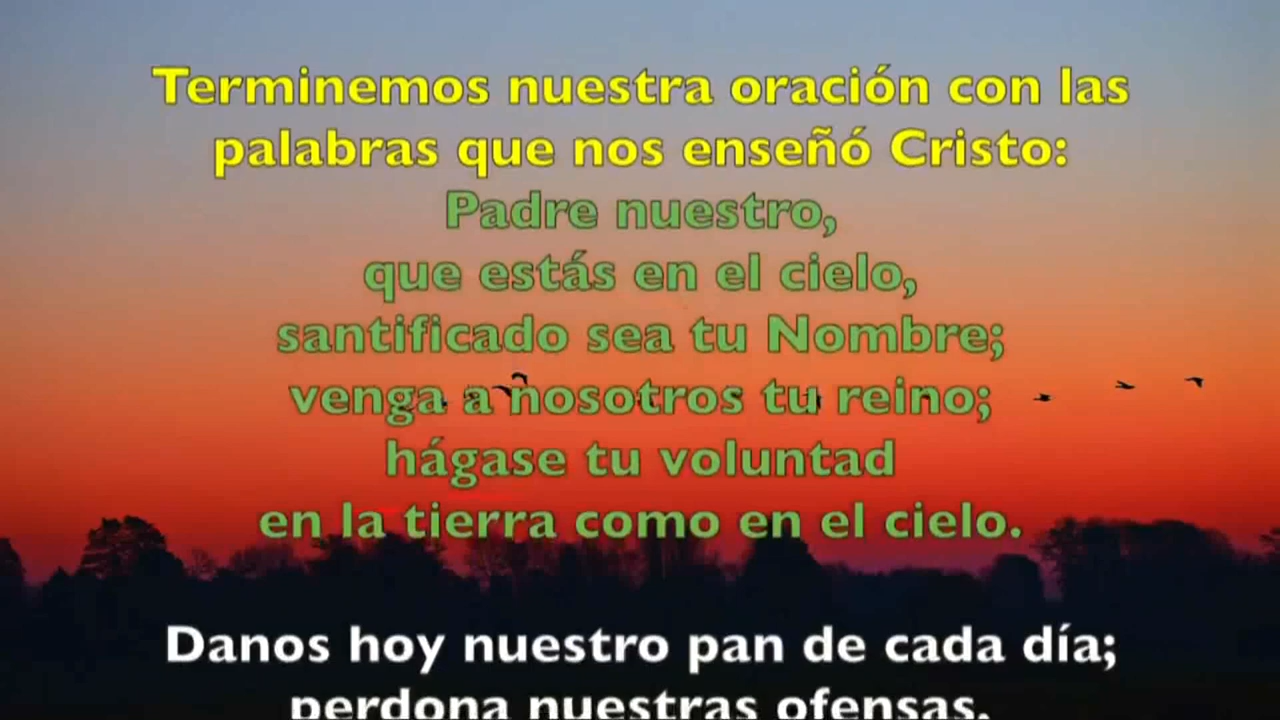 Terminemos nuestra oración con las
palabras que nos enseñó Cristo:
Padre nuestro,
que estás en el cielo,
santificado sea tu Nombre;
venga a nosotros tu reino;
hágase tu voluntad
en la tierra como en el cielo.
Danos hoy nuestro pan de cada día;
perdona nuestras ofensas,